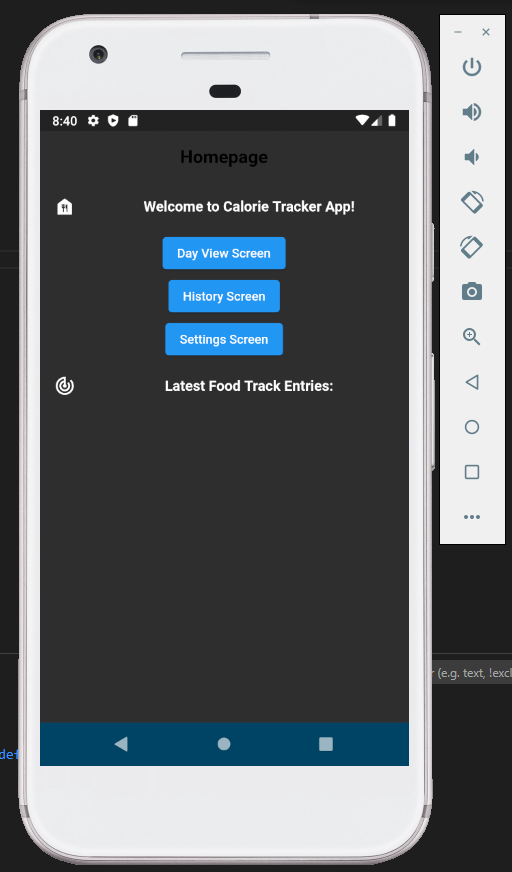 8:40
Homepage
Welcome to Calorie Tracker App!
Day View Screen
History Screen
Settings Screen
Latest Food Track Entries:
(e.g. text, !excl
def